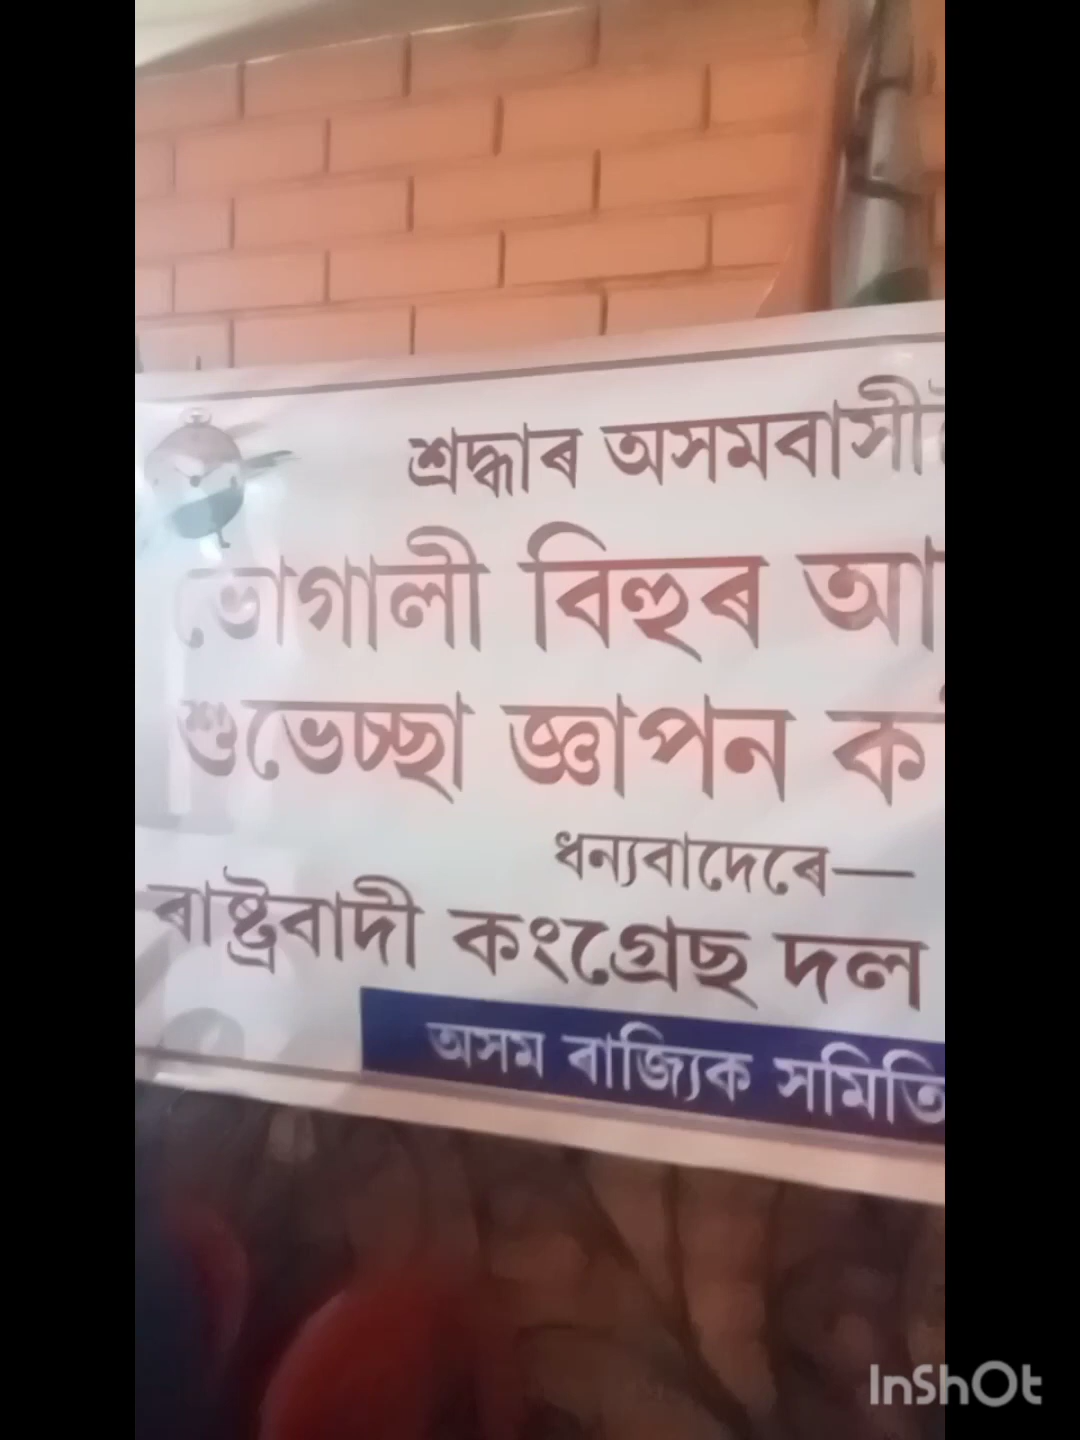 শ্ৰদ্ধাৰ অসমবাসীলৈ
ভোগালী বিহুৰ
শুভেচ্ছা জ্ঞাপন
ধন্যবাদেৰে—
ৰাষ্ট্ৰবাদী কংগ্ৰেছ দল
অসম ৰাজ্যিক সমিতি
InShOt